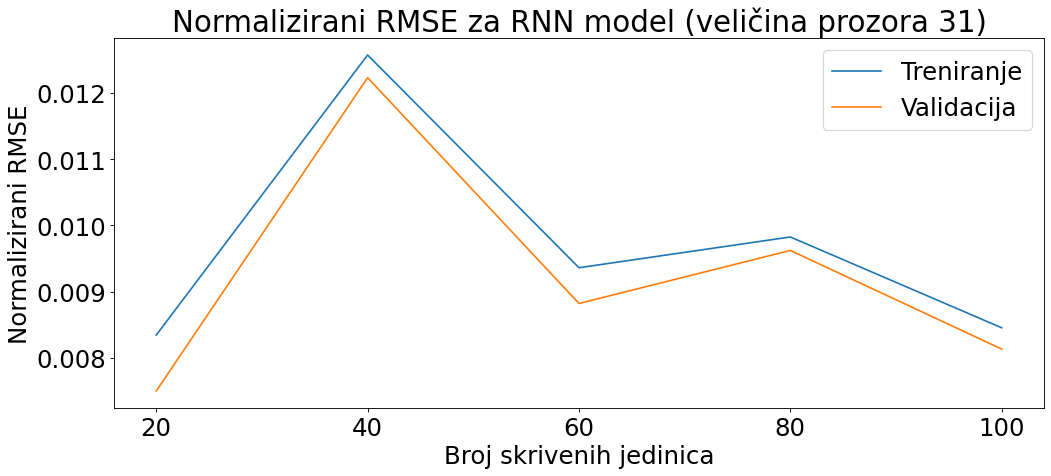 Normalizirani RMSE za RNN model (veličina prozora 31)
Treniranje
Validacija
Normalizirani RMSE
0.012
0.011
0.010
0.009
0.008
20 40 60 80 100
Broj skrivenih jedinica